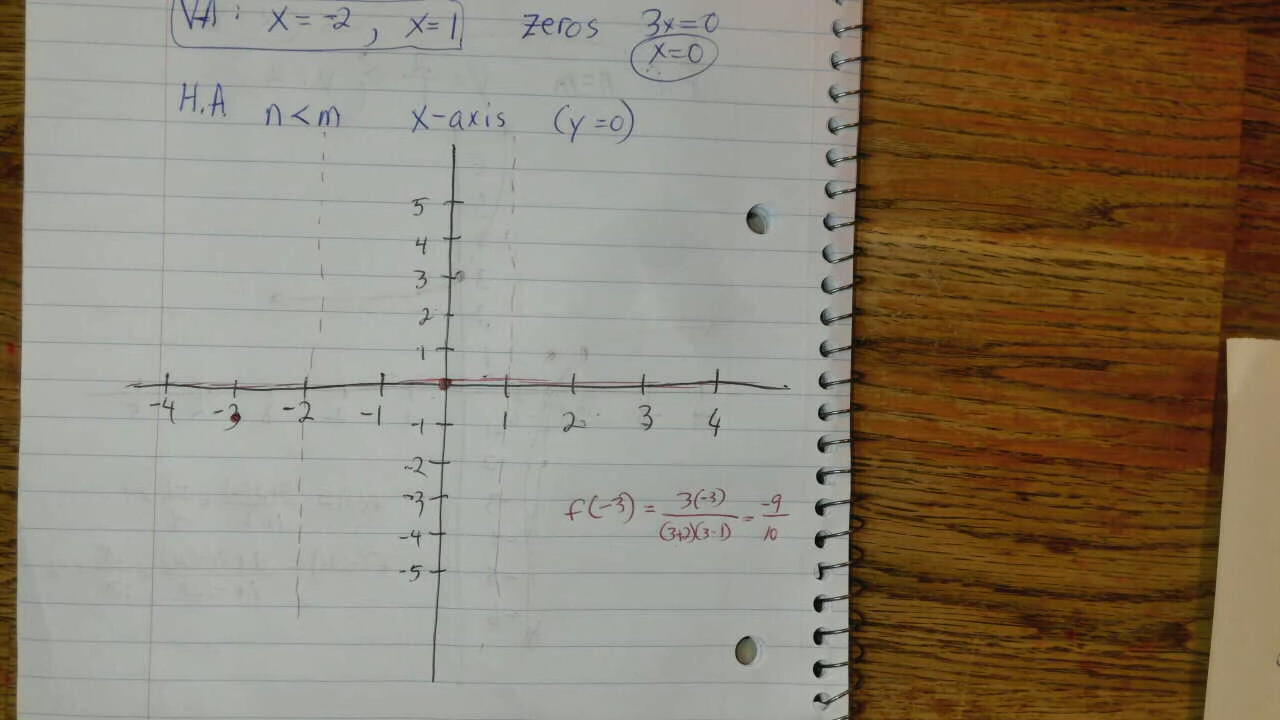 VA: x = -2, x = 1 zeros 3x=0
x=0
H.A n<m x-axis (y=0)
5
4
3
2
1
-4 -3 -2 -1 1 2 3 4
-1
-2
-3
-4
-5
f(-3) = 3(-3)/(3+2)(3-1) = -9/10